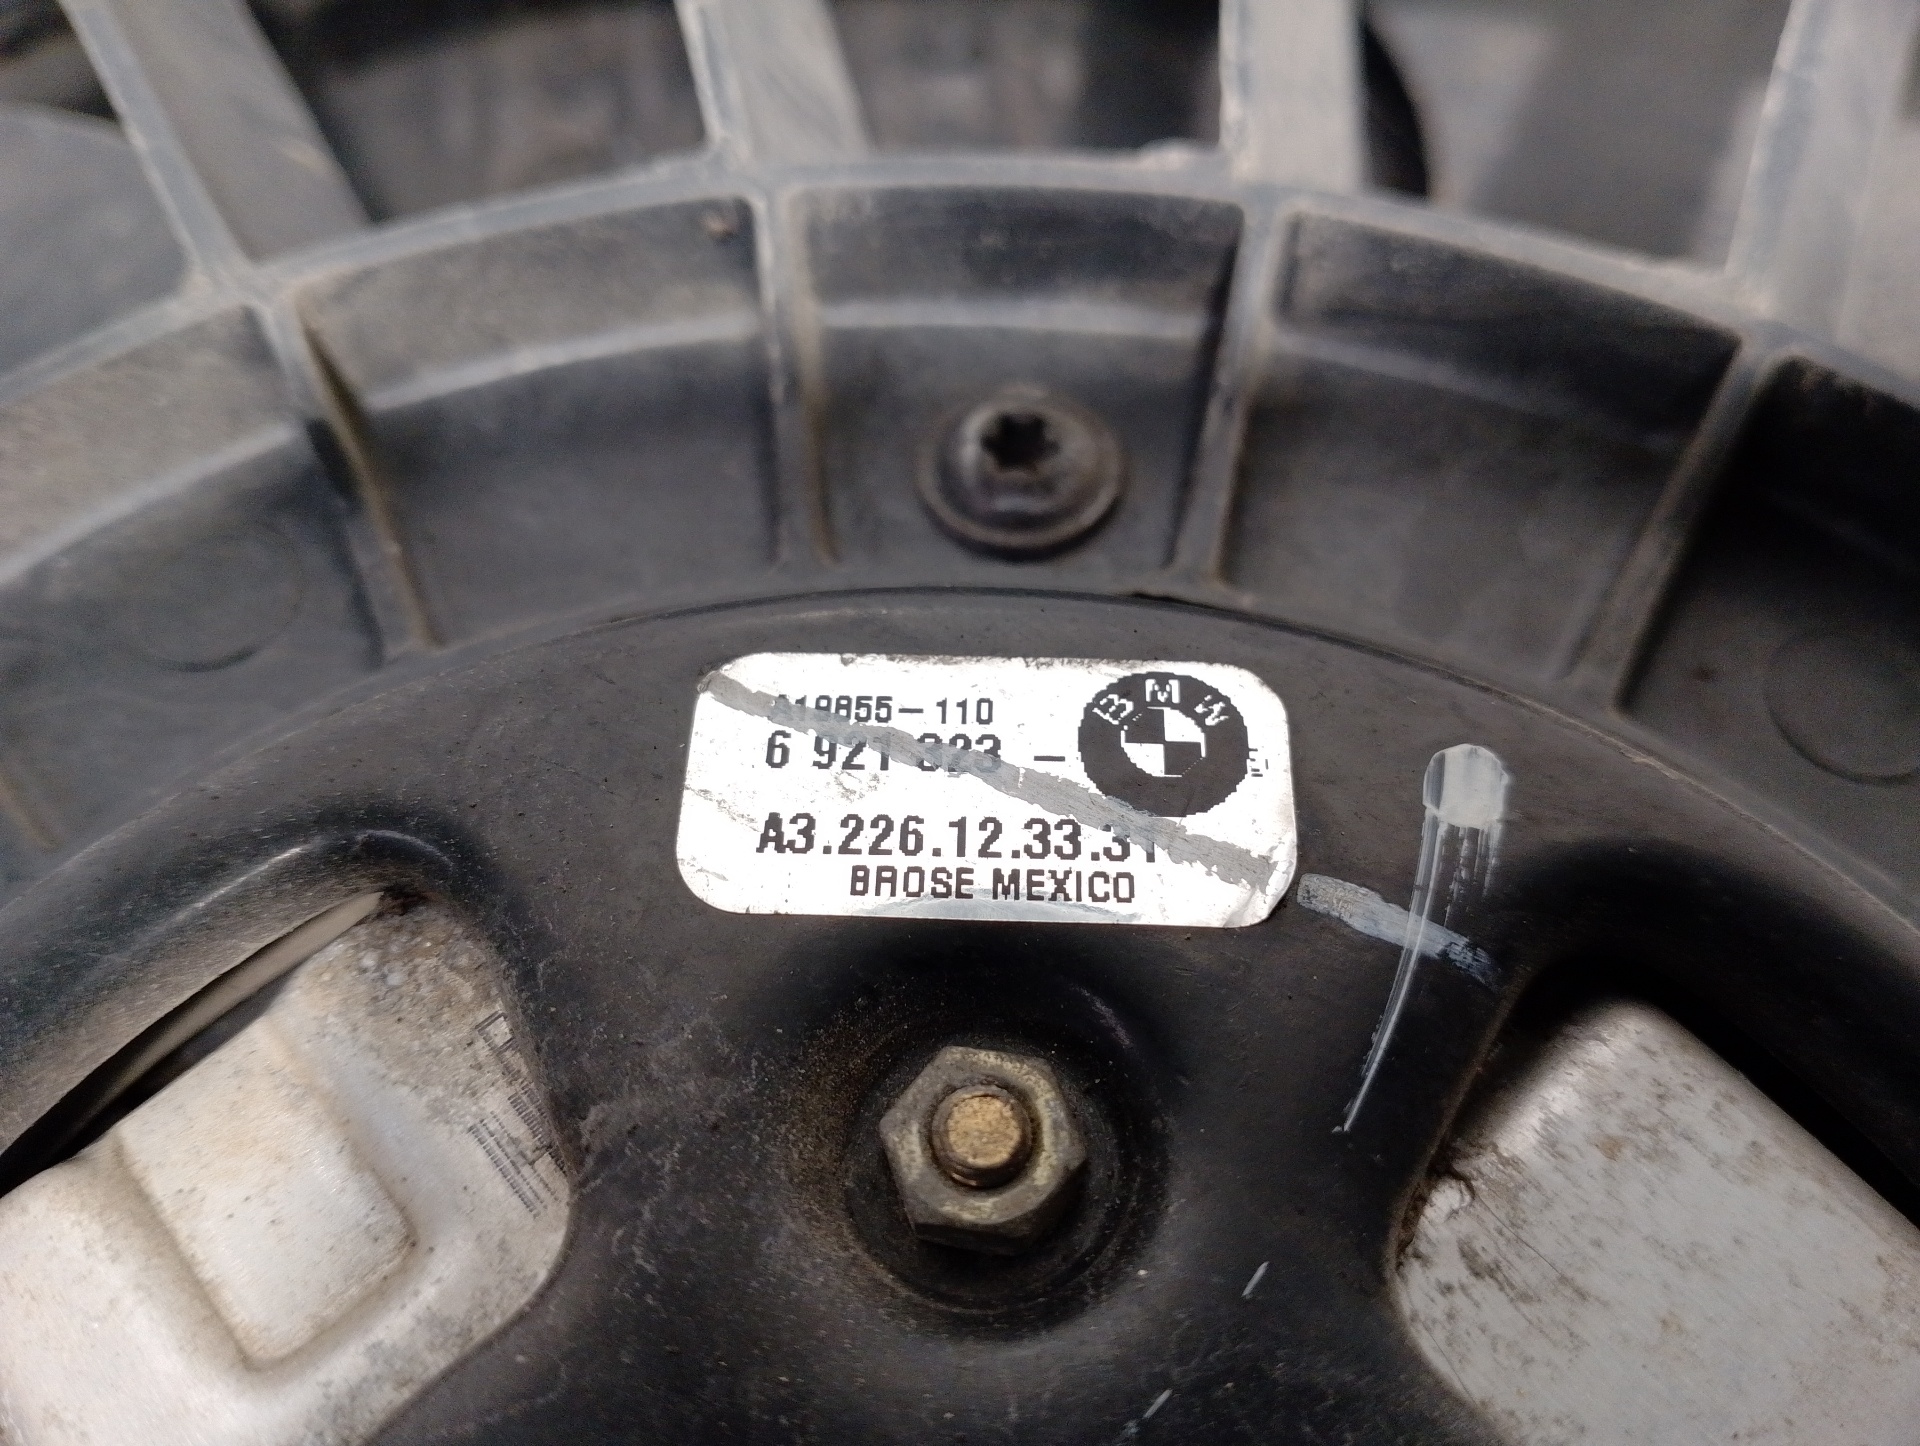 A19855-110
6 921 323 -
BMW
A3.226.12.33.31
BROSE MEXICO